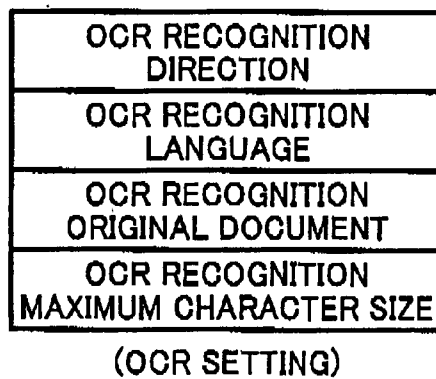 OCR RECOGNITION
DIRECTION
OCR RECOGNITION
LANGUAGE
OCR RECOGNITION
ORIGINAL DOCUMENT
OCR RECOGNITION
MAXIMUM CHARACTER SIZE
(OCR SETTING)